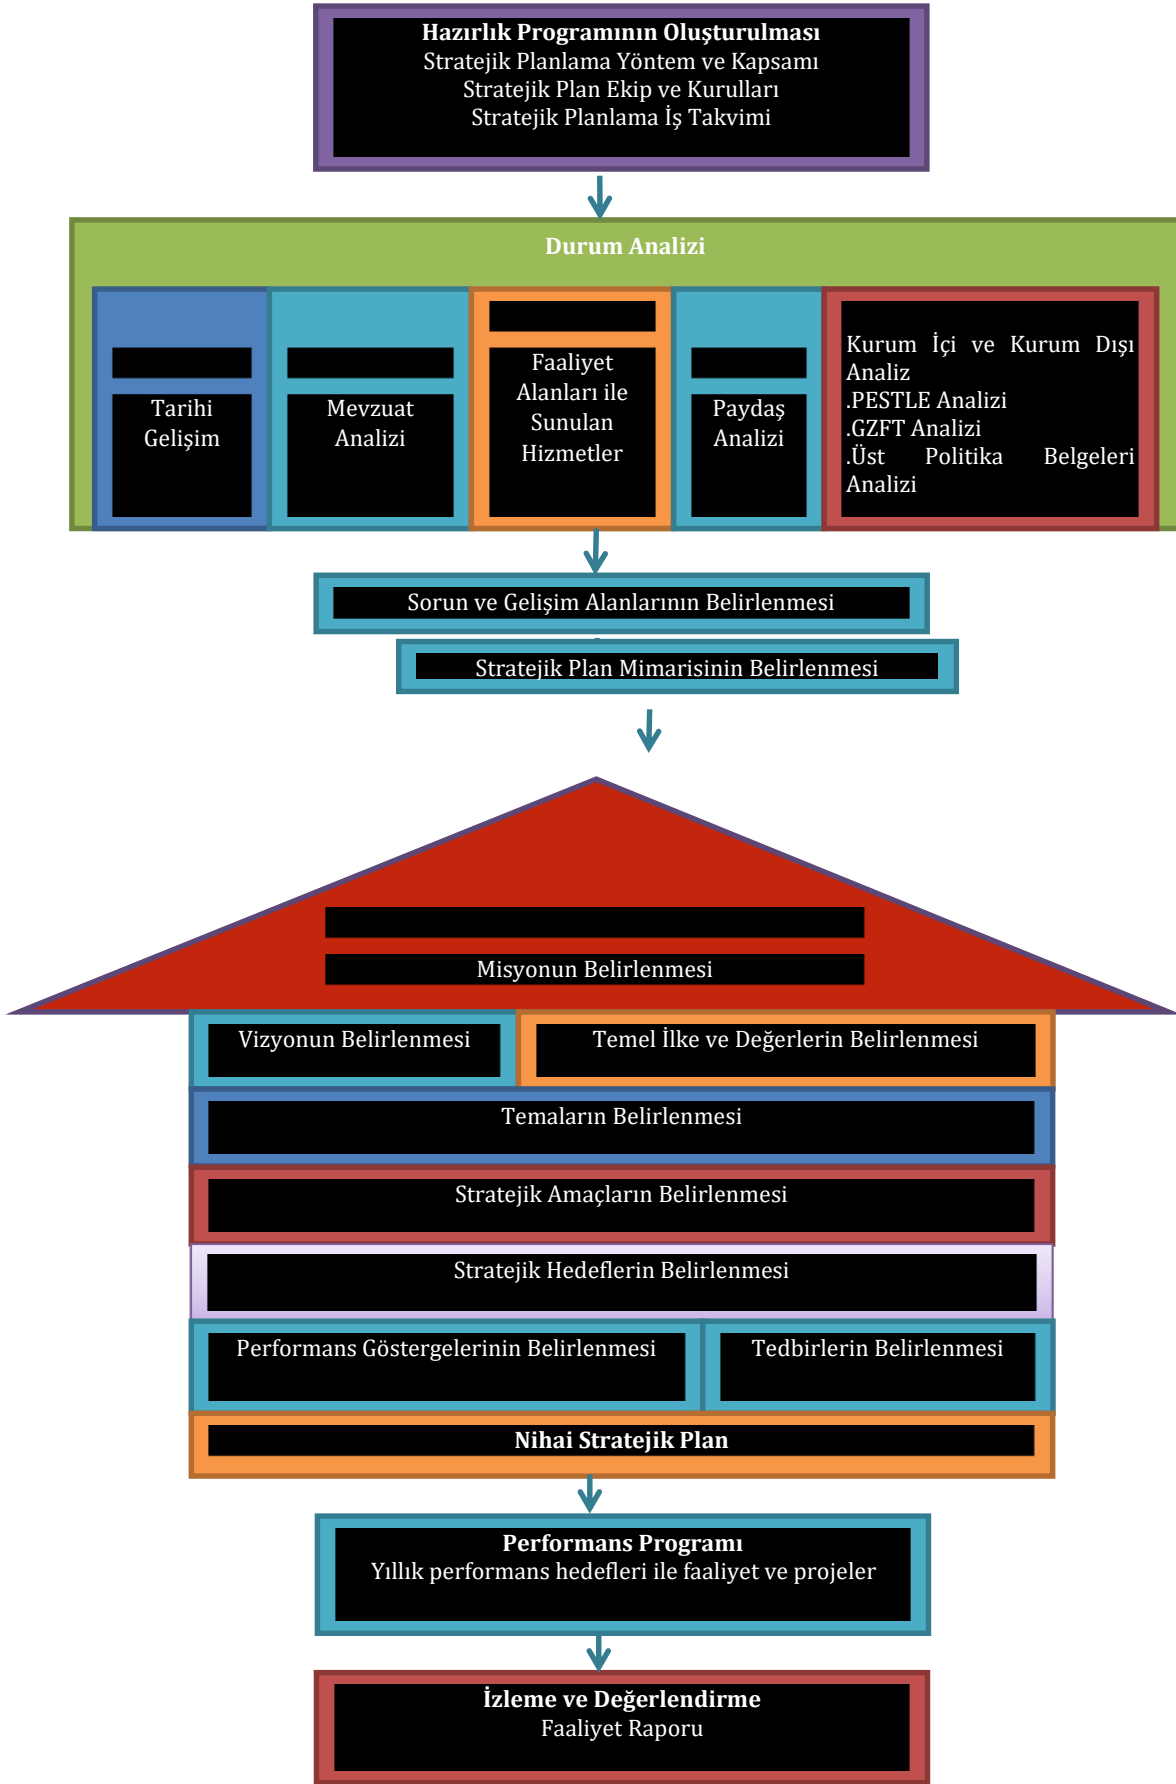 Hazırlık Programının Oluşturulması
Stratejik Planlama Yöntem ve Kapsamı
Stratejik Plan Ekip ve Kurulları
Stratejik Planlama İş Takvimi
Durum Analizi
Tarihi
Gelişim
Mevzuat
Analizi
Faaliyet
Alanları ile
Sunulan
Hizmetler
Paydaş
Analizi
Kurum İçi ve Kurum Dışı
Analiz
.PESTLE Analizi
.GZFT Analizi
.Üst Politika Belgeleri
Analizi
Sorun ve Gelişim Alanlarının Belirlenmesi
Stratejik Plan Mimarisinin Belirlenmesi
Misyonun Belirlenmesi
Vizyonun Belirlenmesi
Temel İlke ve Değerlerin Belirlenmesi
Temaların Belirlenmesi
Stratejik Amaçların Belirlenmesi
Stratejik Hedeflerin Belirlenmesi
Performans Göstergelerinin Belirlenmesi
Tedbirlerin Belirlenmesi
Nihai Stratejik Plan
Performans Programı
Yıllık performans hedefleri ile faaliyet ve projeler
İzleme ve Değerlendirme
Faaliyet Raporu